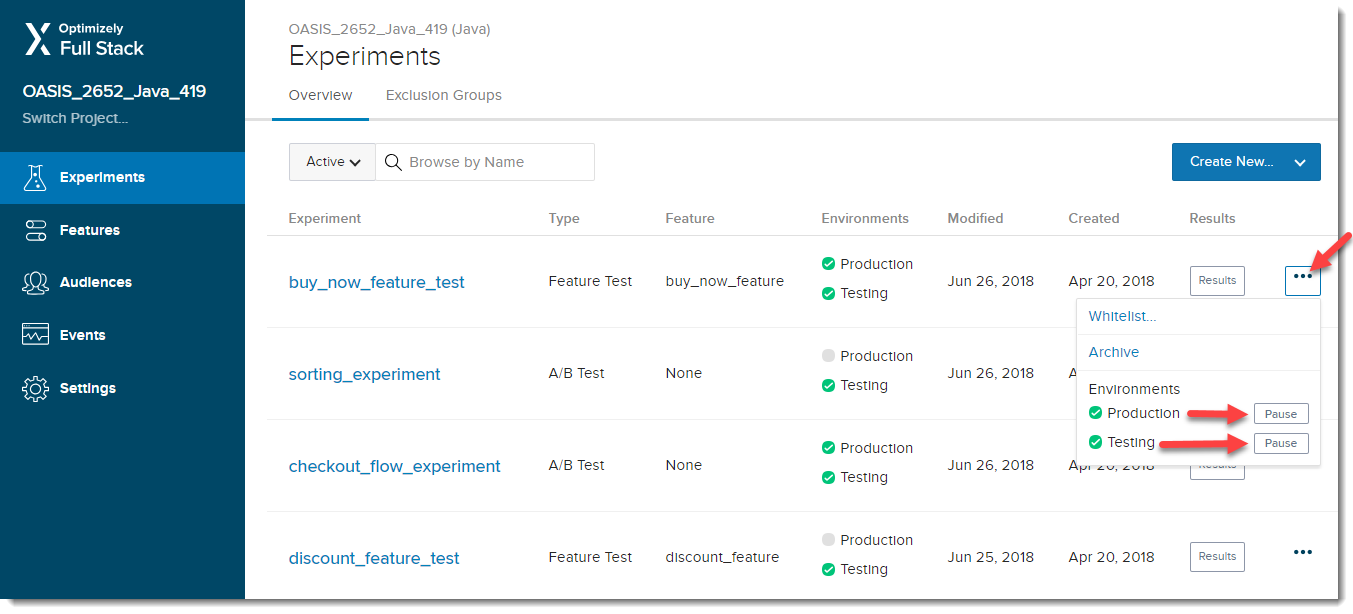 Optimizely
Full Stack
OASIS_2652_Java_419
Switch Project...
Experiments
Features
Audiences
Events
Settings
OASIS_2652_Java_419 (Java)
Experiments
Overview Exclusion Groups
Active Browse by Name Create New...
Experiment Type Feature Environments Modified Created Results
buy_now_feature_test Feature Test buy_now_feature Production Testing Jun 26, 2018 Apr 20, 2018 Results
Whitelist...
Archive
Environments
Production Pause
Testing Pause
sorting_experiment A/B Test None Production Testing Jun 26, 2018
checkout_flow_experiment A/B Test None Production Testing Jun 26, 2018 Apr 20, 2018 Results
discount_feature_test Feature Test discount_feature Production Testing Jun 25, 2018 Apr 20, 2018 Results